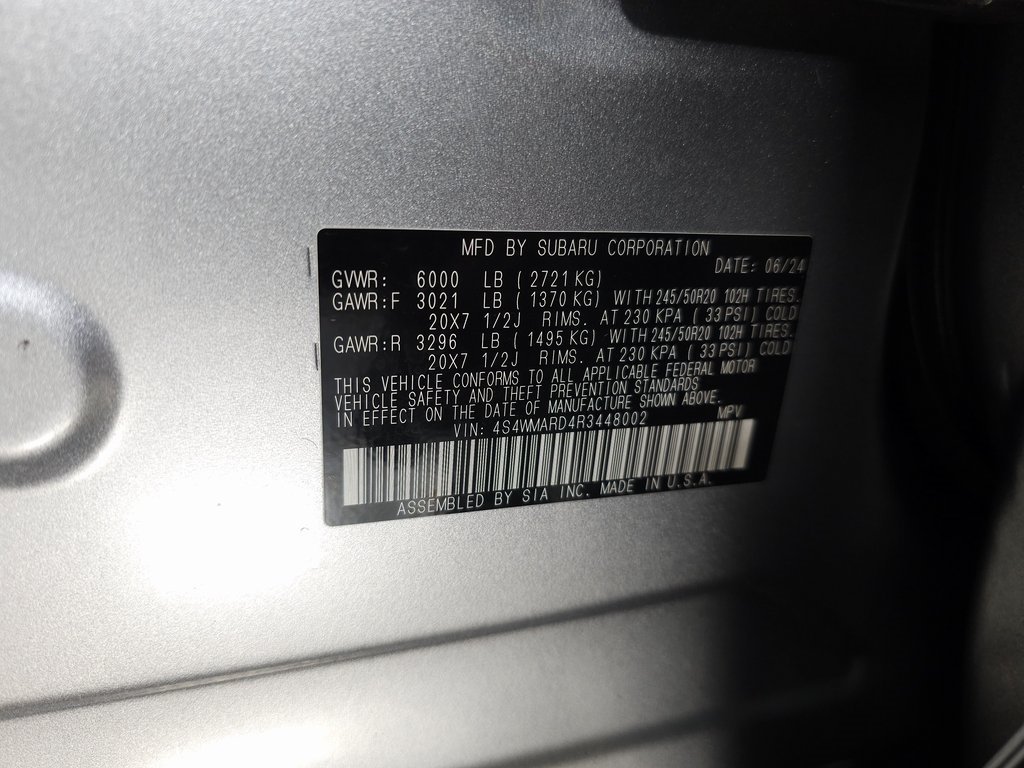 MFD BY SUBARU CORPORATION
DATE: 06/24
GVWR: 6000 LB ( 2721 KG)
GAWR:F 3021 LB ( 1370 KG) WITH 245/50R20 102H TIRES.
20X7 1/2J RIMS. AT 230 KPA ( 33 PSI) COLD
GAWR:R 3296 LB ( 1495 KG) WITH 245/50R20 102H TIRES.
20X7 1/2J RIMS. AT 230 KPA ( 33 PSI) COLD
THIS VEHICLE CONFORMS TO ALL APPLICABLE FEDERAL MOTOR
VEHICLE SAFETY AND THEFT PREVENTION STANDARDS
IN EFFECT ON THE DATE OF MANUFACTURE SHOWN ABOVE.
VIN: 4S4WMARD4R3448002 MPV
ASSEMBLED BY SIA INC. MADE IN U.S.A.